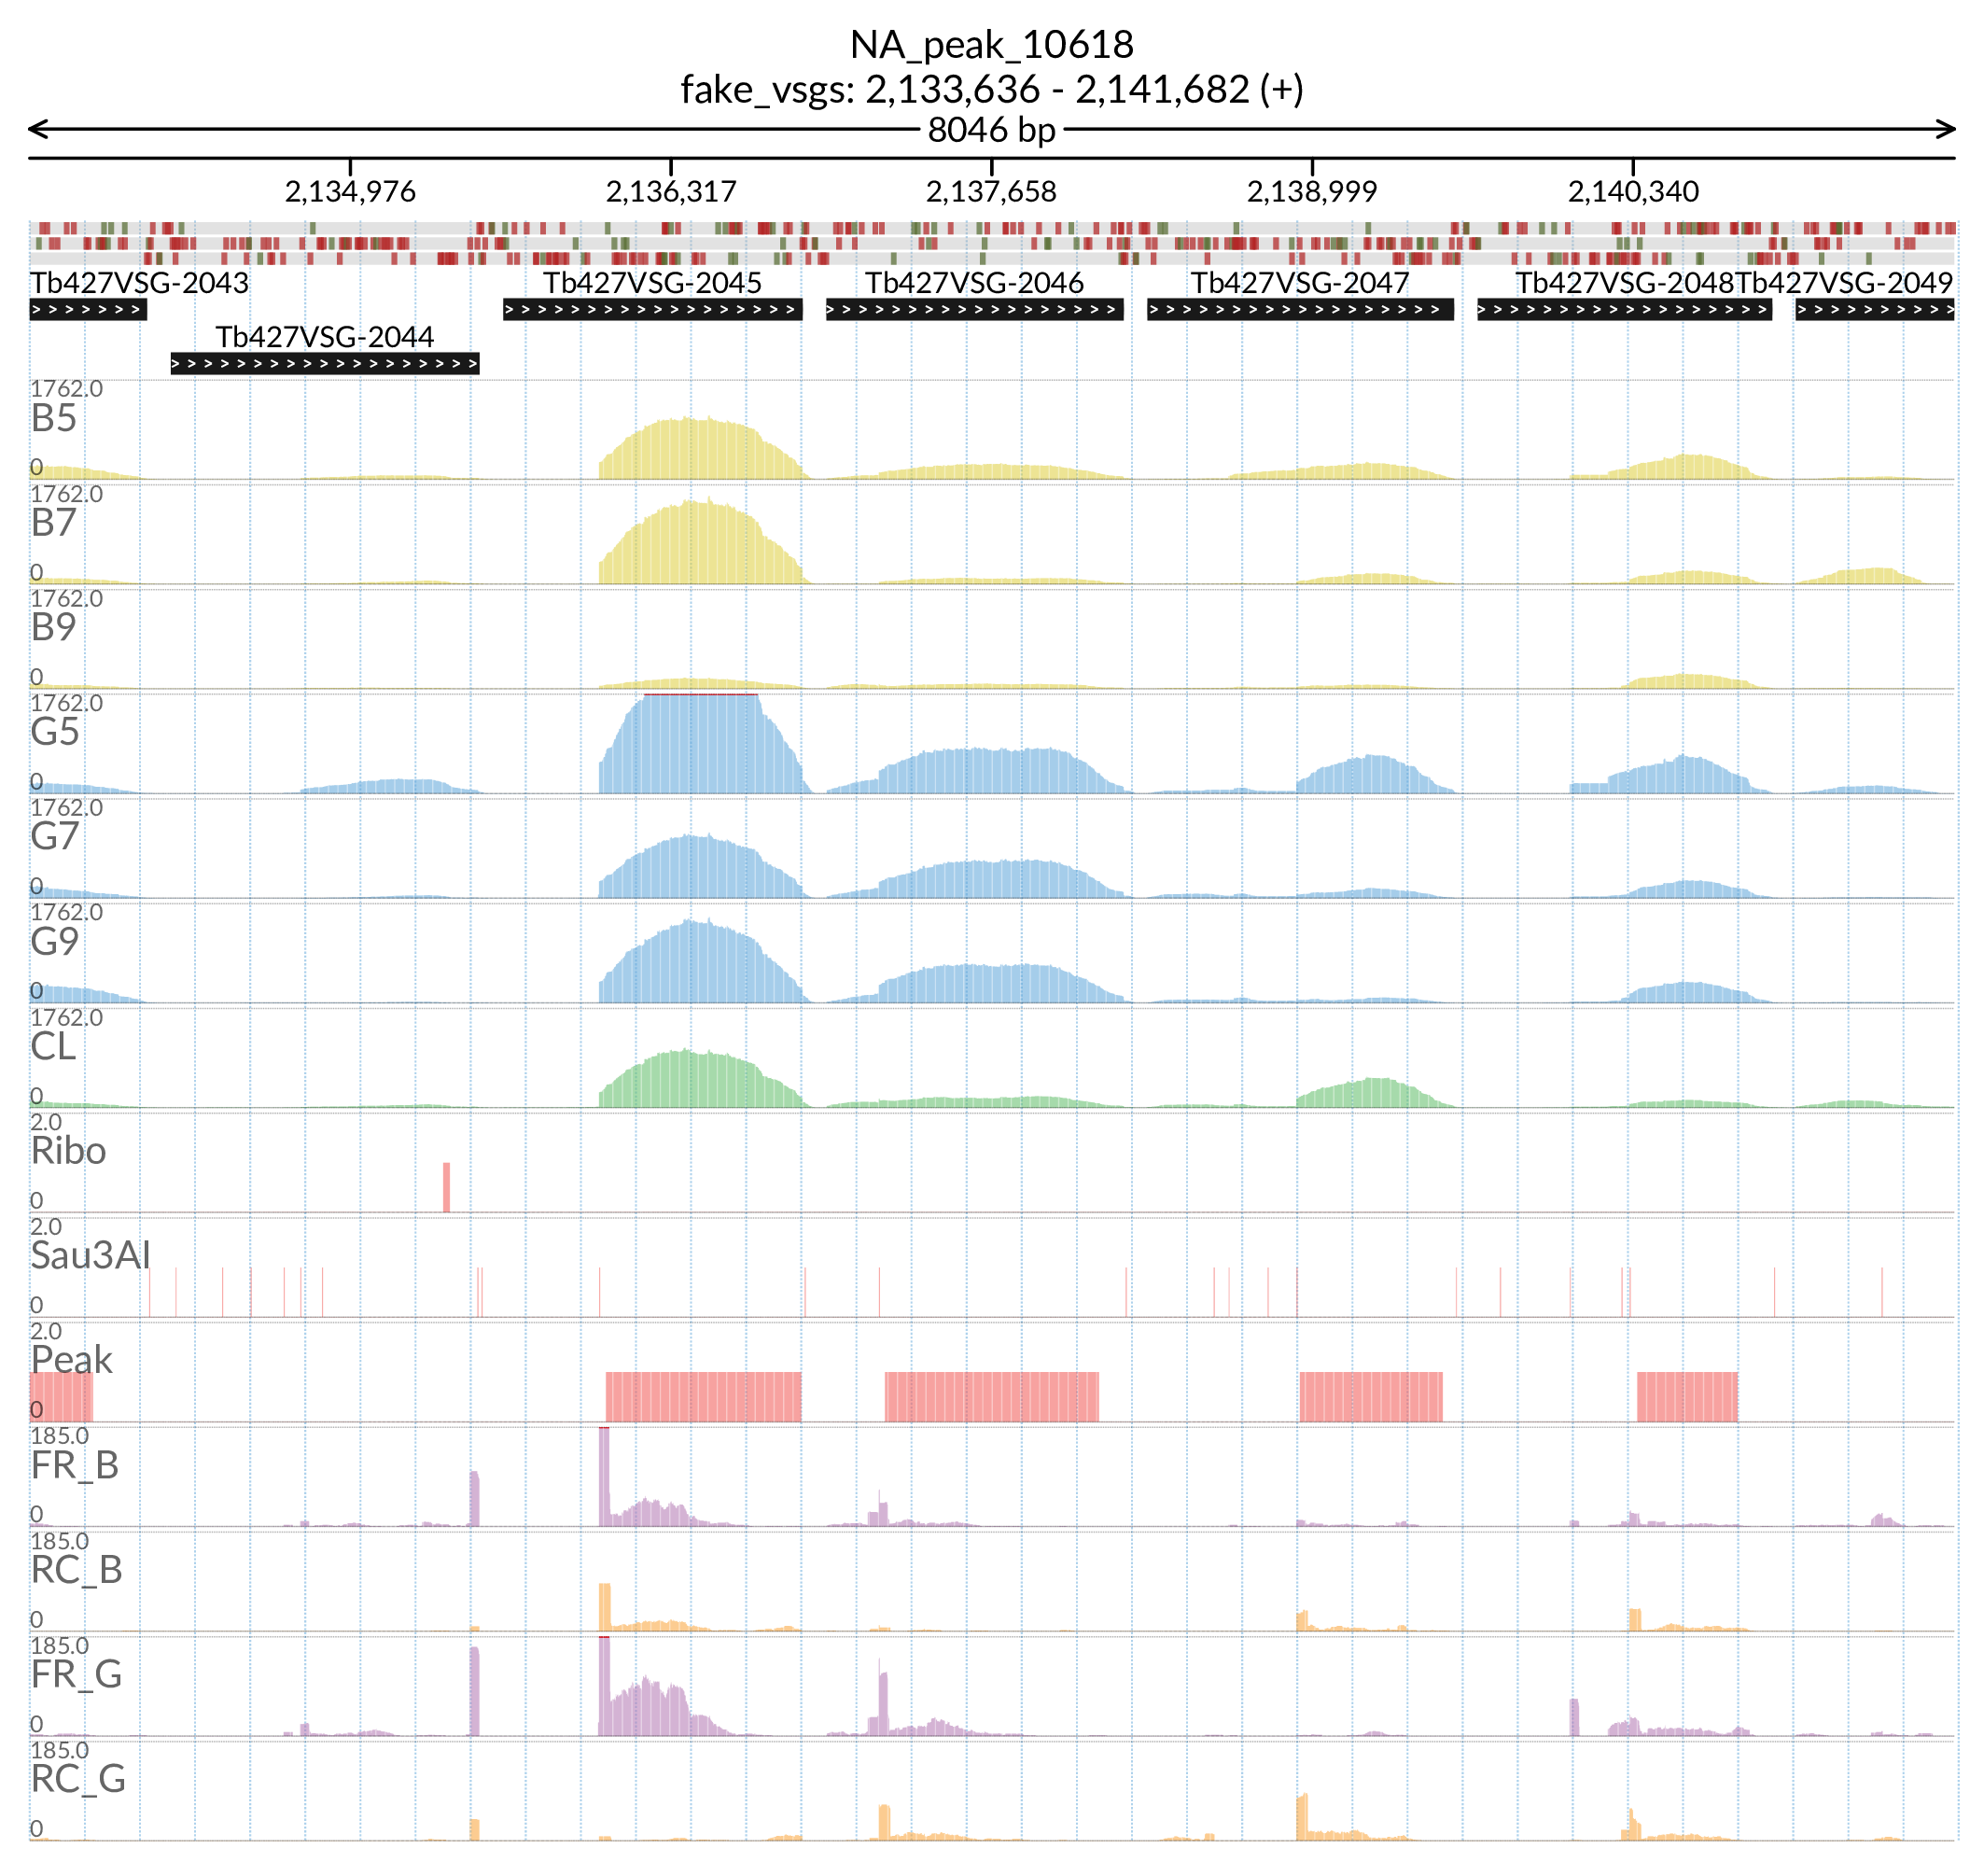 NA_peak_10618
fake_vsgs: 2,133,636 - 2,141,682 (+)
8046 bp
2,134,976 2,136,317 2,137,658 2,138,999 2,140,340
Tb427VSG-2043 Tb427VSG-2045 Tb427VSG-2046 Tb427VSG-2047 Tb427VSG-2048 Tb427VSG-2049
Tb427VSG-2044
1762.0
B5
0
1762.0
B7
0
1762.0
B9
0
1762.0
G5
0
1762.0
G7
0
1762.0
G9
0
1762.0
CL
0
2.0
Ribo
0
2.0
Sau3AI
0
2.0
Peak
0
185.0
FR_B
0
185.0
RC_B
0
185.0
FR_G
0
185.0
RC_G
0